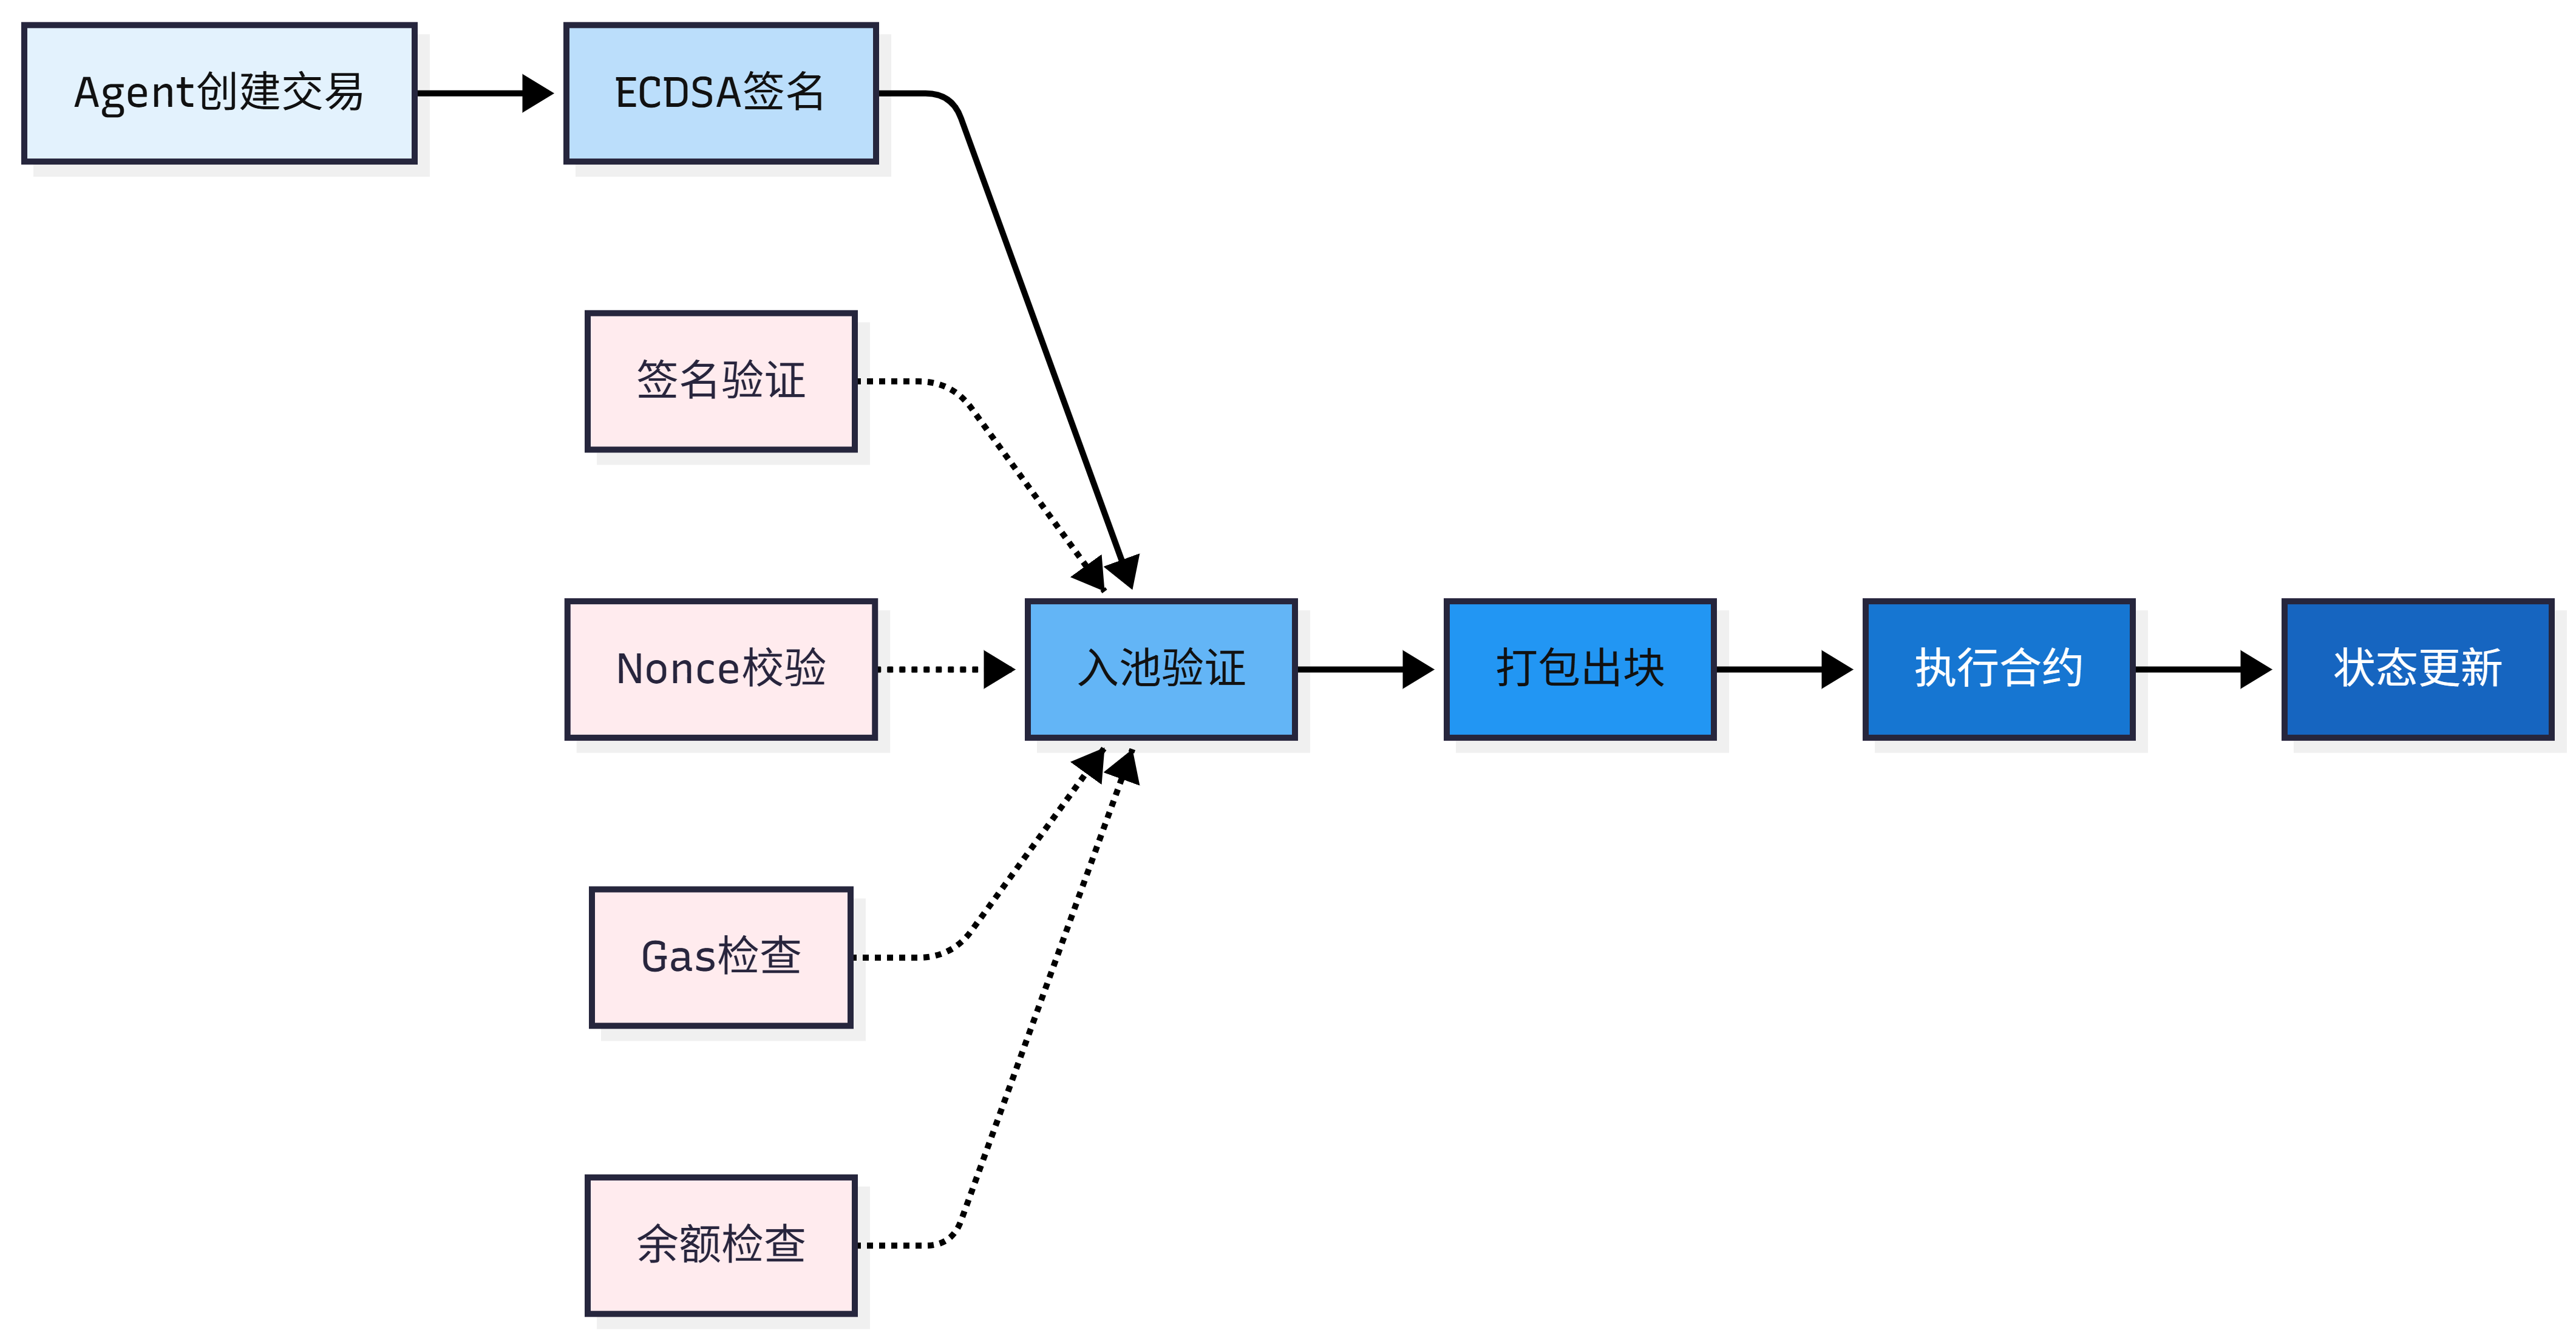 Agent创建交易
ECDSA签名
签名验证
Nonce校验
入池验证
打包出块
执行合约
状态更新
Gas检查
余额检查